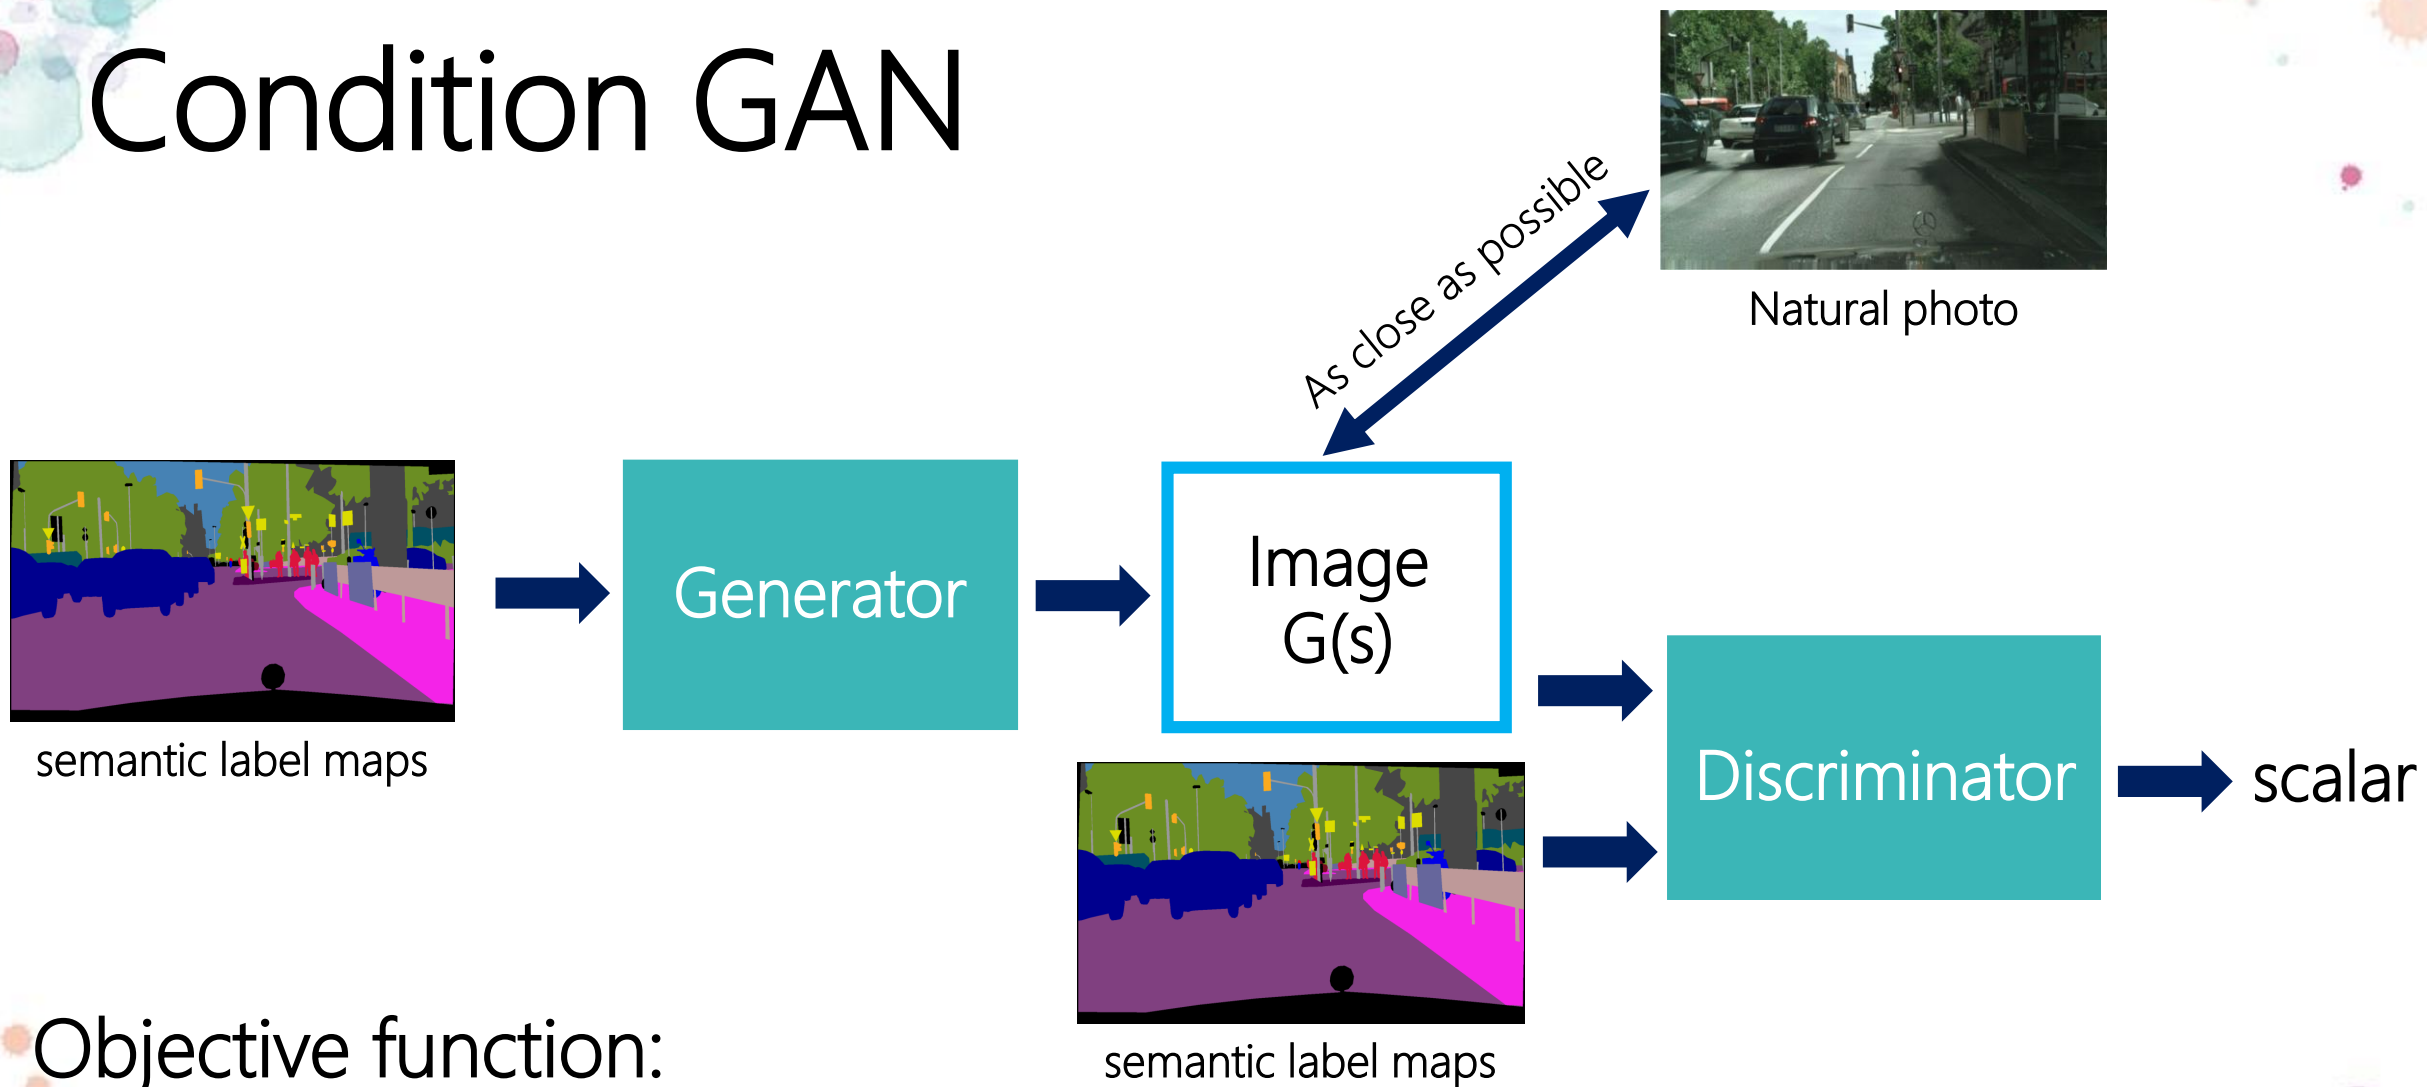 Condition GAN
As close as possible
Natural photo
Generator
Image
G(s)
semantic label maps
Discriminator
scalar
semantic label maps
Objective function: